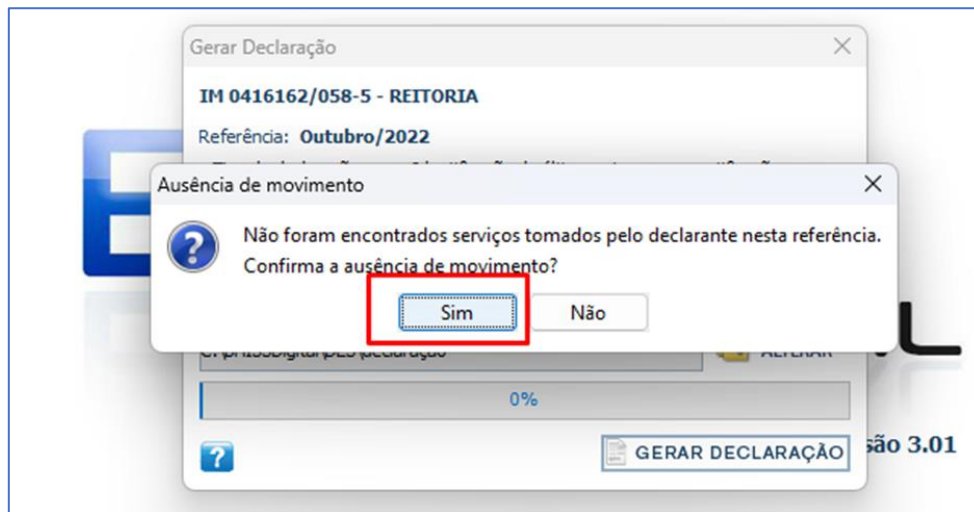 Gerar Declaração
IM 0416162/058-5 - REITORIA
Referência: Outubro/2022
Ausência de movimento
Não foram encontrados serviços tomados pelo declarante nesta referência.
Confirma a ausência de movimento?
Sim
Não
ALTERAR
0%
GERAR DECLARAÇÃO
são 3.01